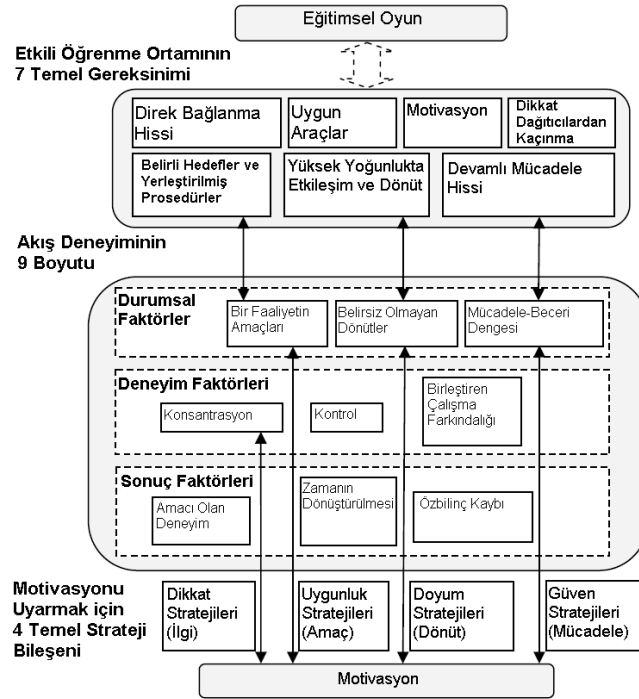 Eğitimsel Oyun
Etkili Öğrenme Ortamının
7 Temel Gereksinimi
Direk Bağlanma
Hissi
Uygun
Araçlar
Motivasyon
Dikkat
Dağıtıcılardan
Kaçınma
Belirli Hedefler ve
Yerleştirilmiş
Prosedürler
Yüksek Yoğunlukta
Etkileşim ve Dönüt
Devamlı Mücadele
Hissi
Akış Deneyiminin
9 Boyutu
Durumsal
Faktörler
Bir Faaliyetin
Amaçları
Belirsiz Olmayan
Dönütler
Mücadele-Beceri
Dengesi
Deneyim Faktörleri
Konsantrasyon
Kontrol
Birleştiren
Çalışma
Farkındalığı
Sonuç Faktörleri
Amacı Olan
Deneyim
Zamanın
Dönüştürülmesi
Özbilinç Kaybı
Motivasyonu
Uyarmak için
4 Temel Strateji
Bileşeni
Dikkat
Stratejileri
(İlgi)
Uygunluk
Stratejileri
(Amaç)
Doyum
Stratejileri
(Dönüt)
Güven
Stratejileri
(Mücadele)
Motivasyon